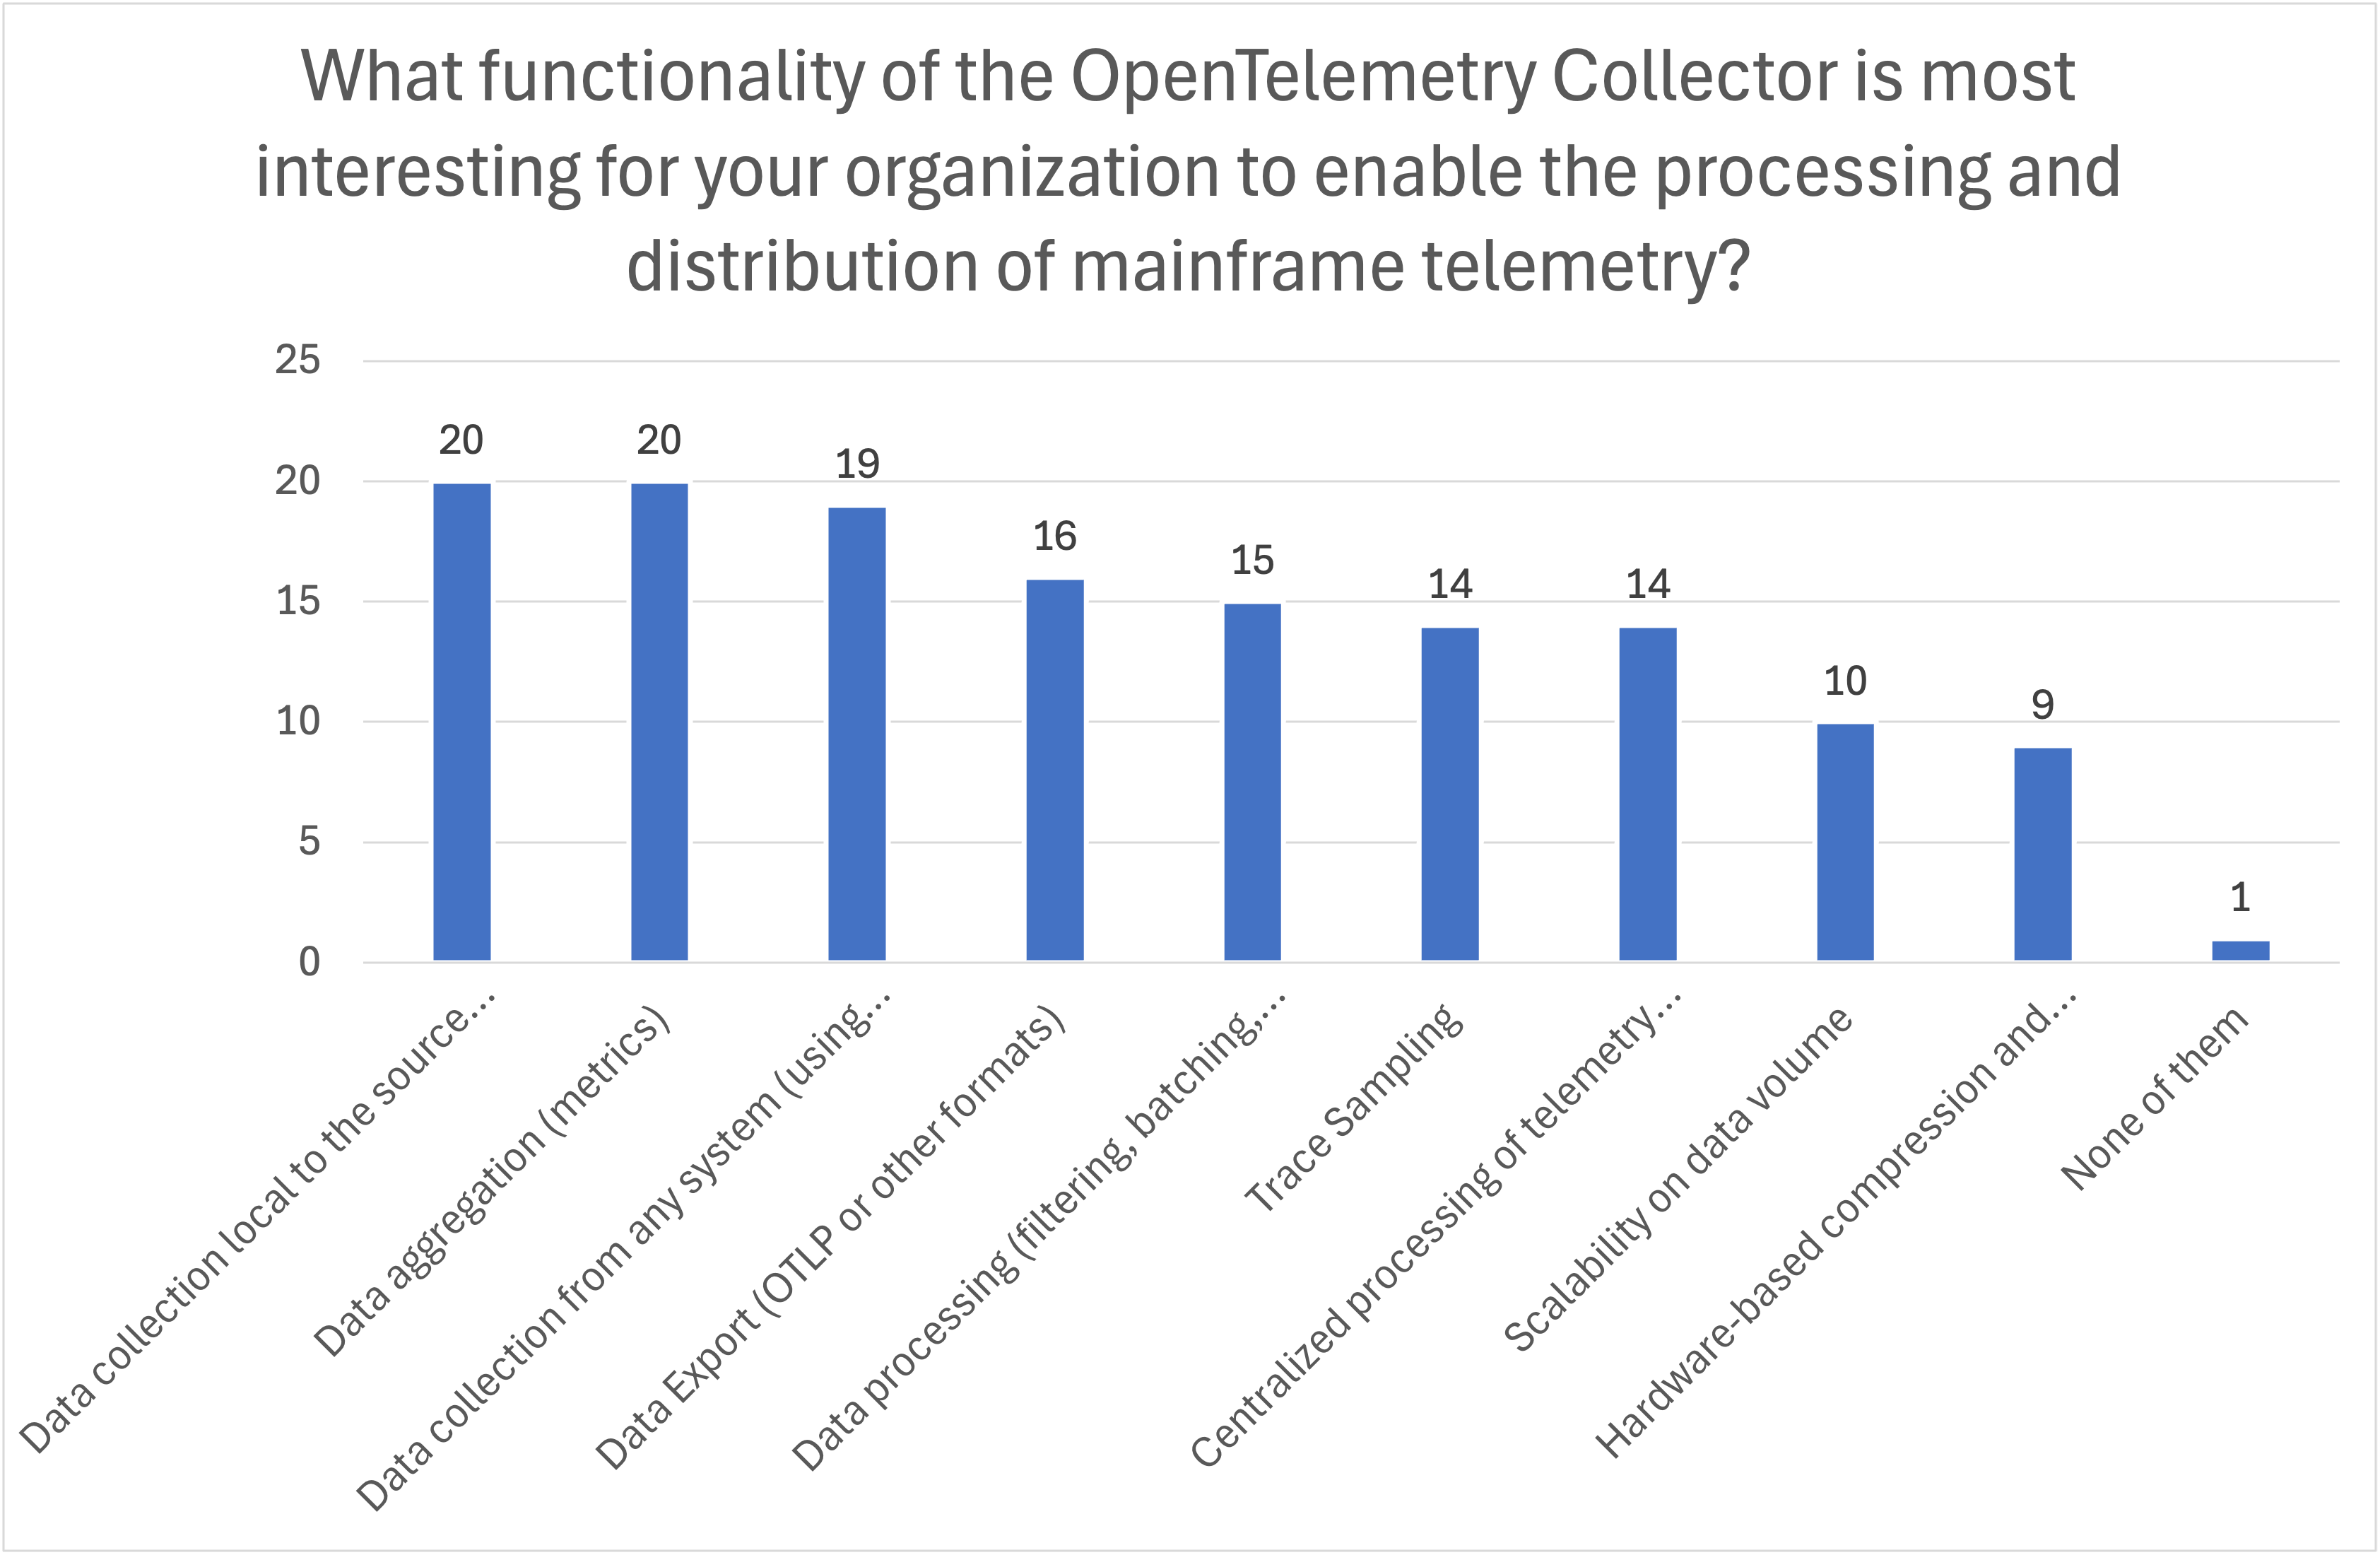 What functionality of the OpenTelemetry Collector is most
interesting for your organization to enable the processing and
distribution of mainframe telemetry?
25
20
15
10
5
0
20
20
19
16
15
14
14
10
9
1
Data collection local to the source...
Data aggregation (metrics)
Data collection from any system (using...
Data Export (OTLP or other formats)
Data processing (filtering, batching,...
Trace Sampling
Centralized processing of telemetry...
Scalability on data volume
Hardware-based compression and...
None of them